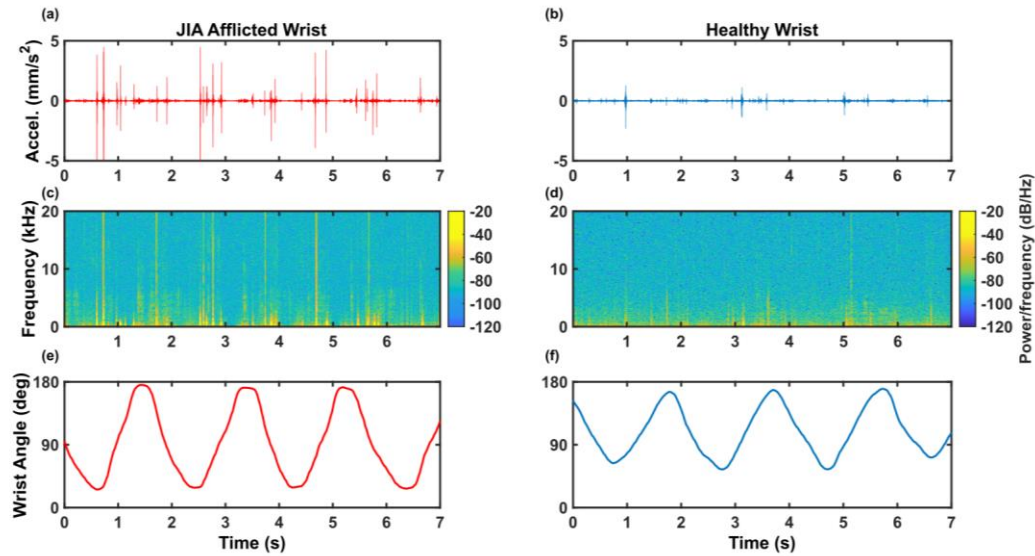 (a)
JIA Afflicted Wrist
(b)
Healthy Wrist
Accel. (mm/s²)
5
0
-5
0 1 2 3 4 5 6 7
5
0
-5
0 1 2 3 4 5 6 7
(c)
Frequency (kHz)
20
10
0
0 1 2 3 4 5 6 7
-20
-40
-60
-80
-100
-120
(d)
20
10
0
0 1 2 3 4 5 6 7
-20
-40
-60
-80
-100
-120
Power/frequency (dB/Hz)
(e)
Wrist Angle (deg)
180
90
0
0 1 2 3 4 5 6 7
Time (s)
(f)
180
90
0
0 1 2 3 4 5 6 7
Time (s)